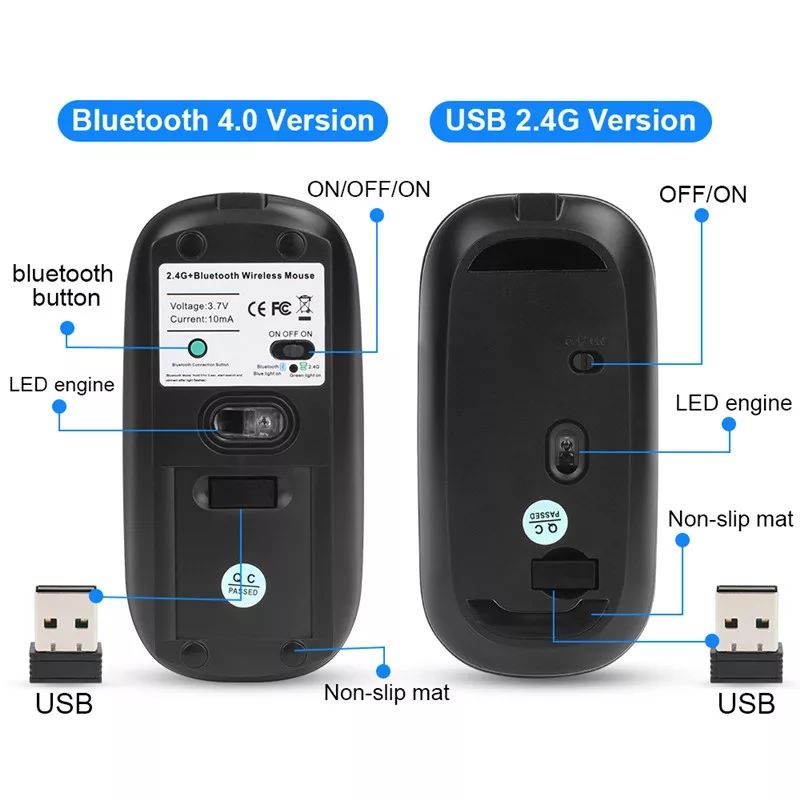 Bluetooth 4.0 Version
USB 2.4G Version
ON/OFF/ON
OFF/ON
bluetooth
button
2.4G+Bluetooth Wireless Mouse
Voltage:3.7V
Current:10mA
CE FC
ON OFF ON
Bluetooth Connection Button
Bluetooth
2.4G
Blue light on
Green light on
LED engine
OFF ON
LED engine
Q C
PASSED
Q C
PASSED
Non-slip mat
USB
Non-slip mat
USB